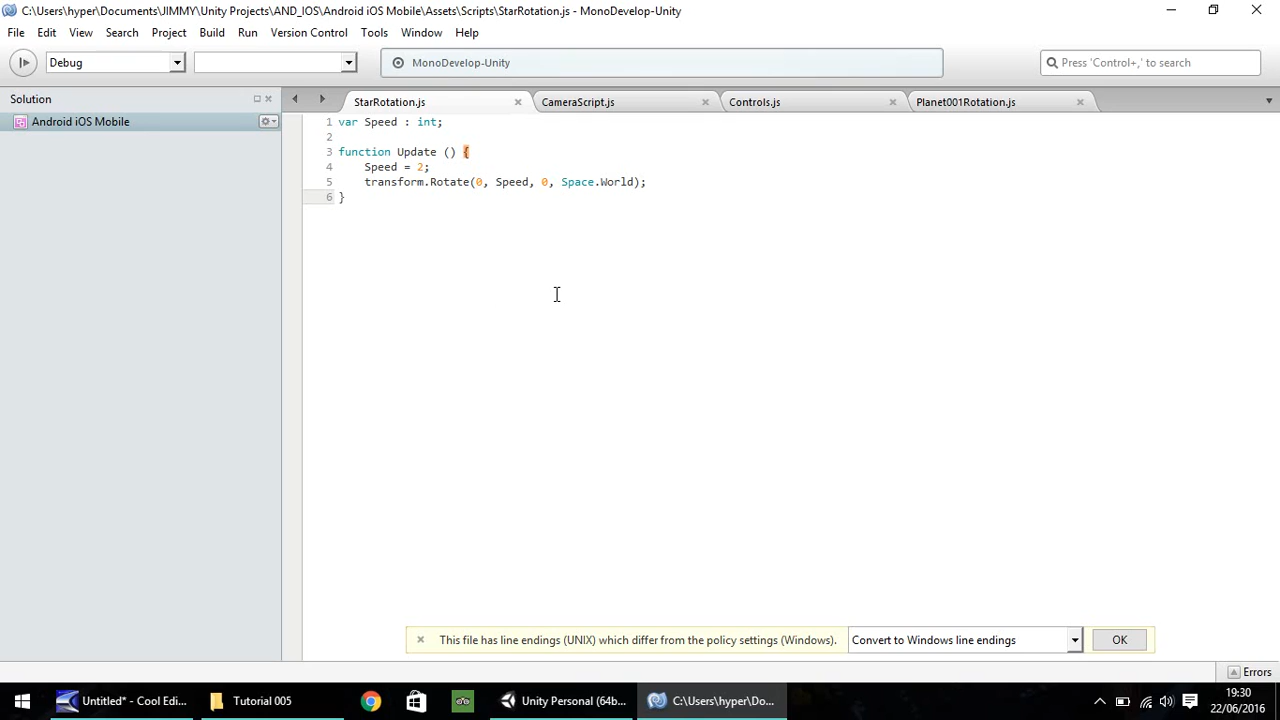 C:\Users\hyper\Documents\JIMMY\Unity Projects\AND_IOS\Android iOS Mobile\Assets\Scripts\StarRotation.js - MonoDevelop-Unity
File Edit View Search Project Build Run Version Control Tools Window Help
Debug MonoDevelop-Unity Press 'Control+,' to search
Solution StarRotation.js CameraScript.js Controls.js Planet001Rotation.js
Android iOS Mobile
1 var Speed : int;
2
3 function Update () {
4 Speed = 2;
5 transform.Rotate(0, Speed, 0, Space.World);
6 }
This file has line endings (UNIX) which differ from the policy settings (Windows). Convert to Windows line endings OK
Errors
Untitled* - Cool Edi... Tutorial 005 Unity Personal (64b... C:\Users\hyper\Do... 19:30
22/06/2016